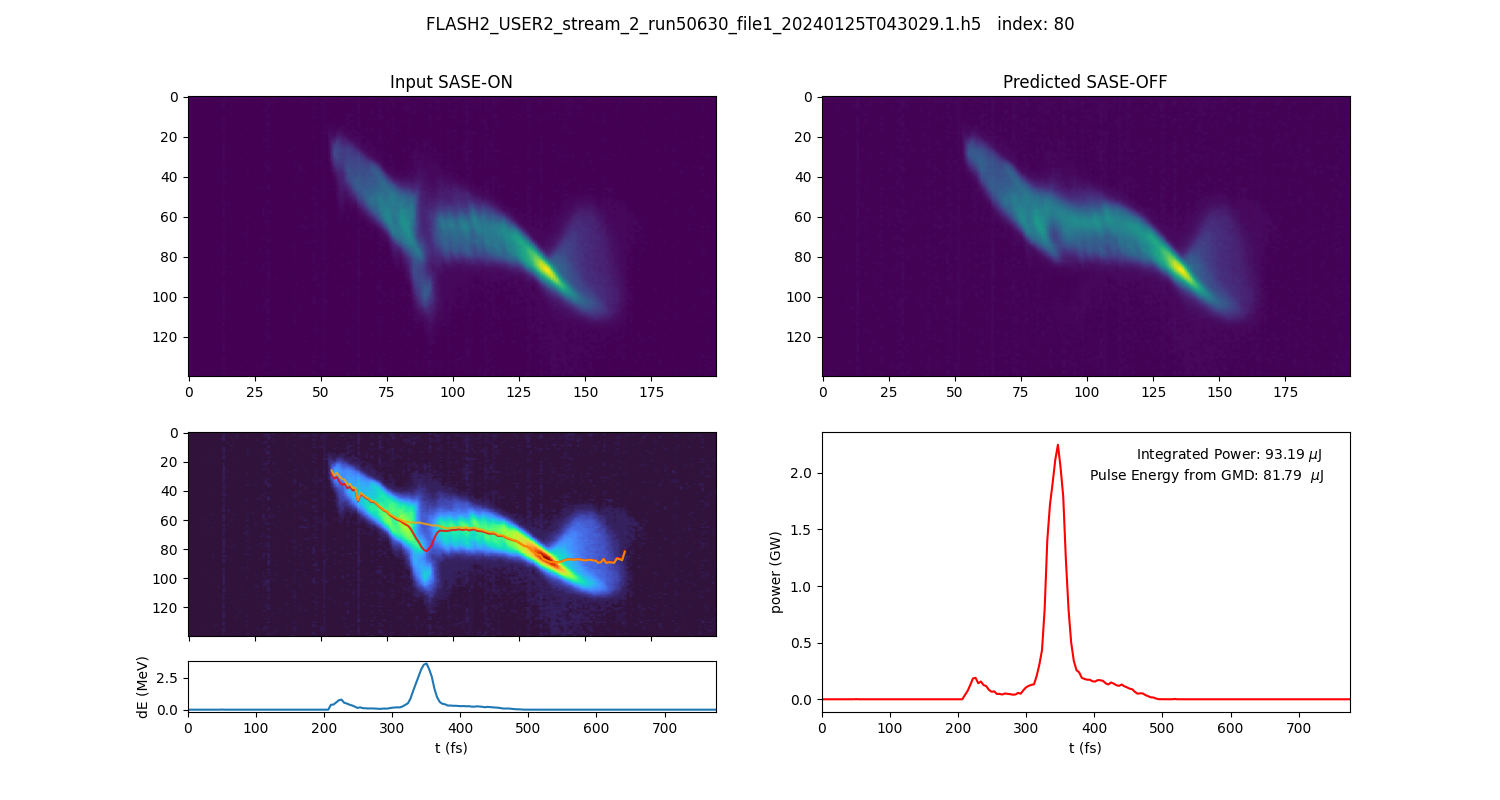 FLASH2_USER2_stream_2_run50630_file1_20240125T043029.1.h5   index: 80
Input SASE-ON
0
20
40
60
80
100
120
0 25 50 75 100 125 150 175
Predicted SASE-OFF
0
20
40
60
80
100
120
0 25 50 75 100 125 150 175
0
20
40
60
80
100
120
dE (MeV)
2.5
0.0
0 100 200 300 400 500 600 700
t (fs)
Integrated Power: 93.19 μJ
Pulse Energy from GMD: 81.79 μJ
power (GW)
2.0
1.5
1.0
0.5
0.0
0 100 200 300 400 500 600 700
t (fs)